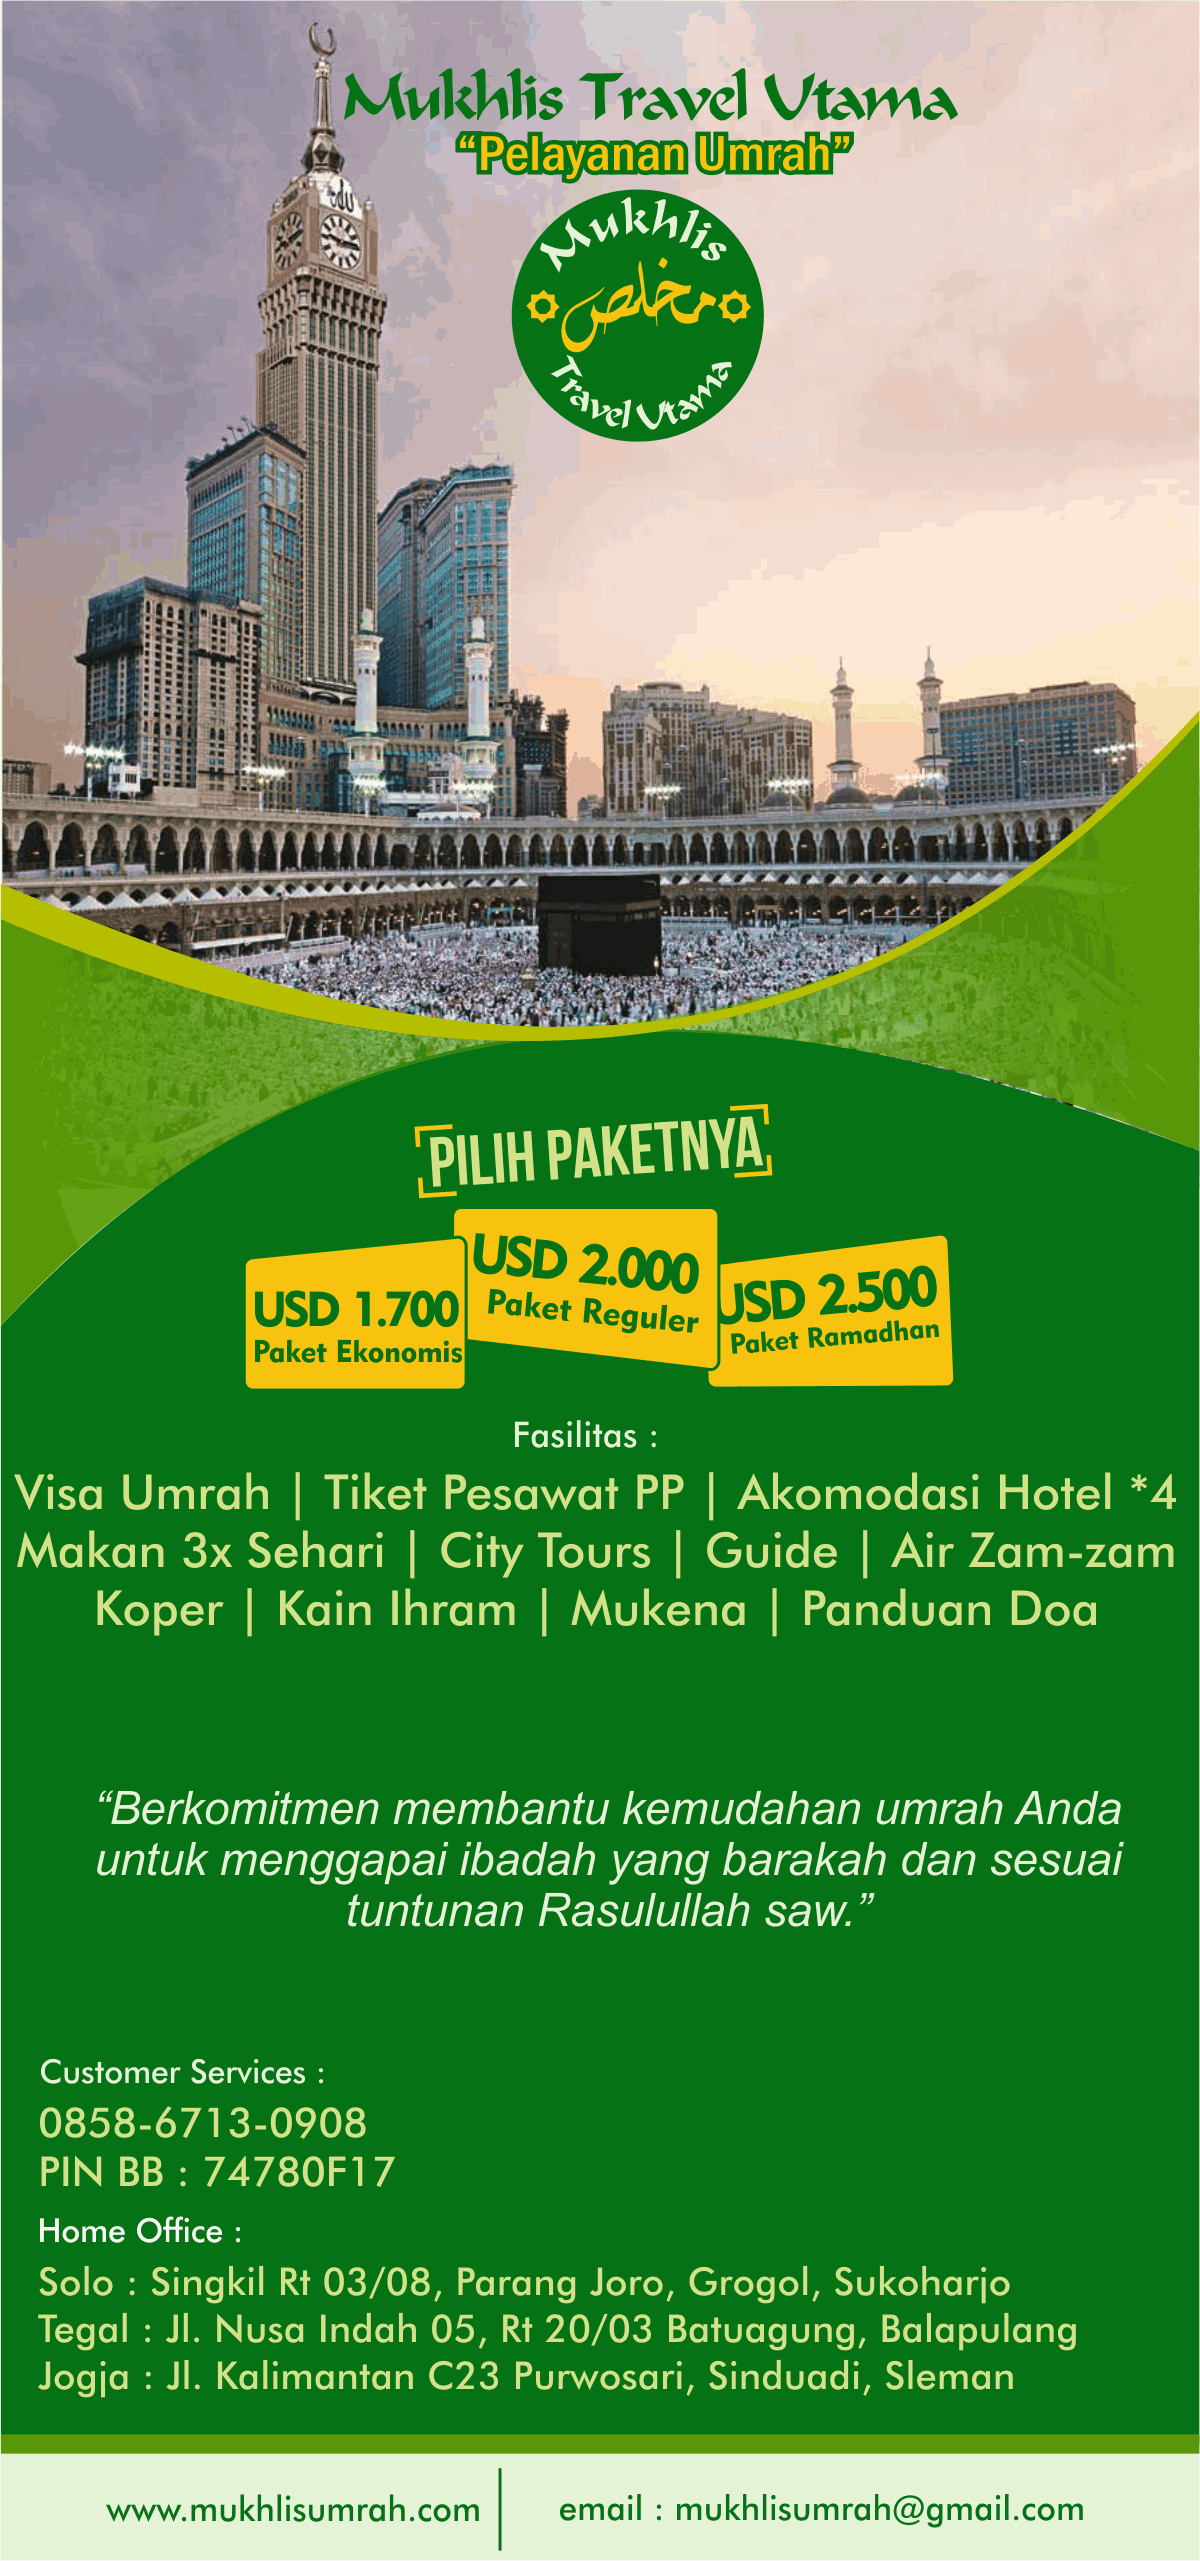 Mukhlis Travel Utama
“Pelayanan Umrah”
Mukhlis
مخلص
Travel Utama
PILIH PAKETNYA
USD 1.700
Paket Ekonomis
USD 2.000
Paket Reguler
USD 2.500
Paket Ramadhan
Fasilitas :
Visa Umrah | Tiket Pesawat PP | Akomodasi Hotel *4
Makan 3x Sehari | City Tours | Guide | Air Zam-zam
Koper | Kain Ihram | Mukena | Panduan Doa
“Berkomitmen membantu kemudahan umrah Anda
untuk menggapai ibadah yang barakah dan sesuai
tuntunan Rasulullah saw.”
Customer Services :
0858-6713-0908
PIN BB : 74780F17
Home Office :
Solo : Singkil Rt 03/08, Parang Joro, Grogol, Sukoharjo
Tegal : Jl. Nusa Indah 05, Rt 20/03 Batuagung, Balapulang
Jogja : Jl. Kalimantan C23 Purwosari, Sinduadi, Sleman
www.mukhlisumrah.com
email : mukhlisumrah@gmail.com